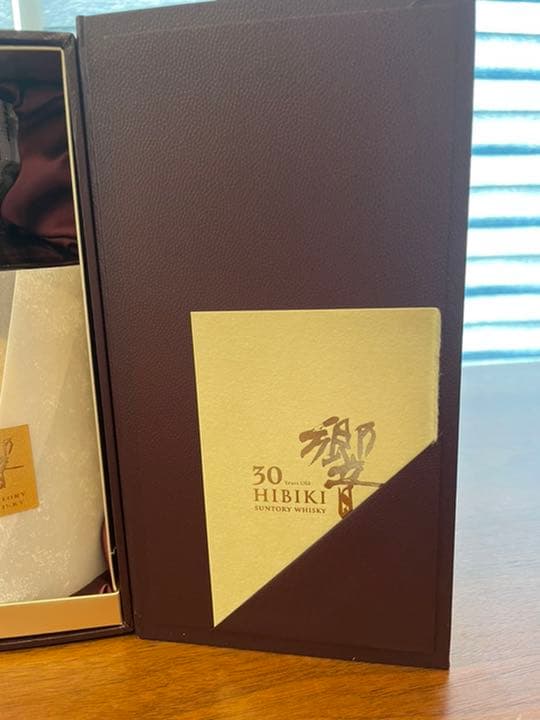 響
30 Years Old
HIBIKI
SUNTORY WHISKY